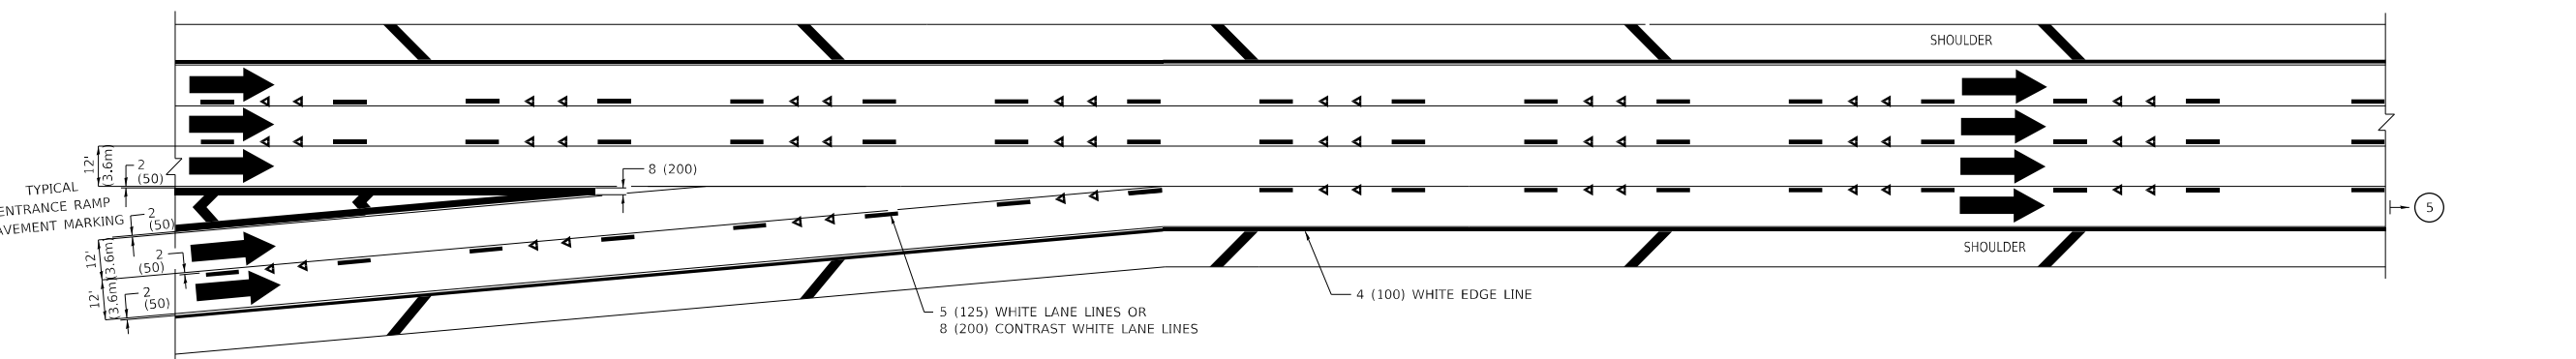 SHOULDER
12'
(3.6m)
2
(50)
8 (200)
TYPICAL
ENTRANCE RAMP
PAVEMENT MARKING
2
(50)
5
SHOULDER
12'
(3.6m)
2
(50)
12'
(3.6m)
2
(50)
4 (100) WHITE EDGE LINE
5 (125) WHITE LANE LINES OR
8 (200) CONTRAST WHITE LANE LINES